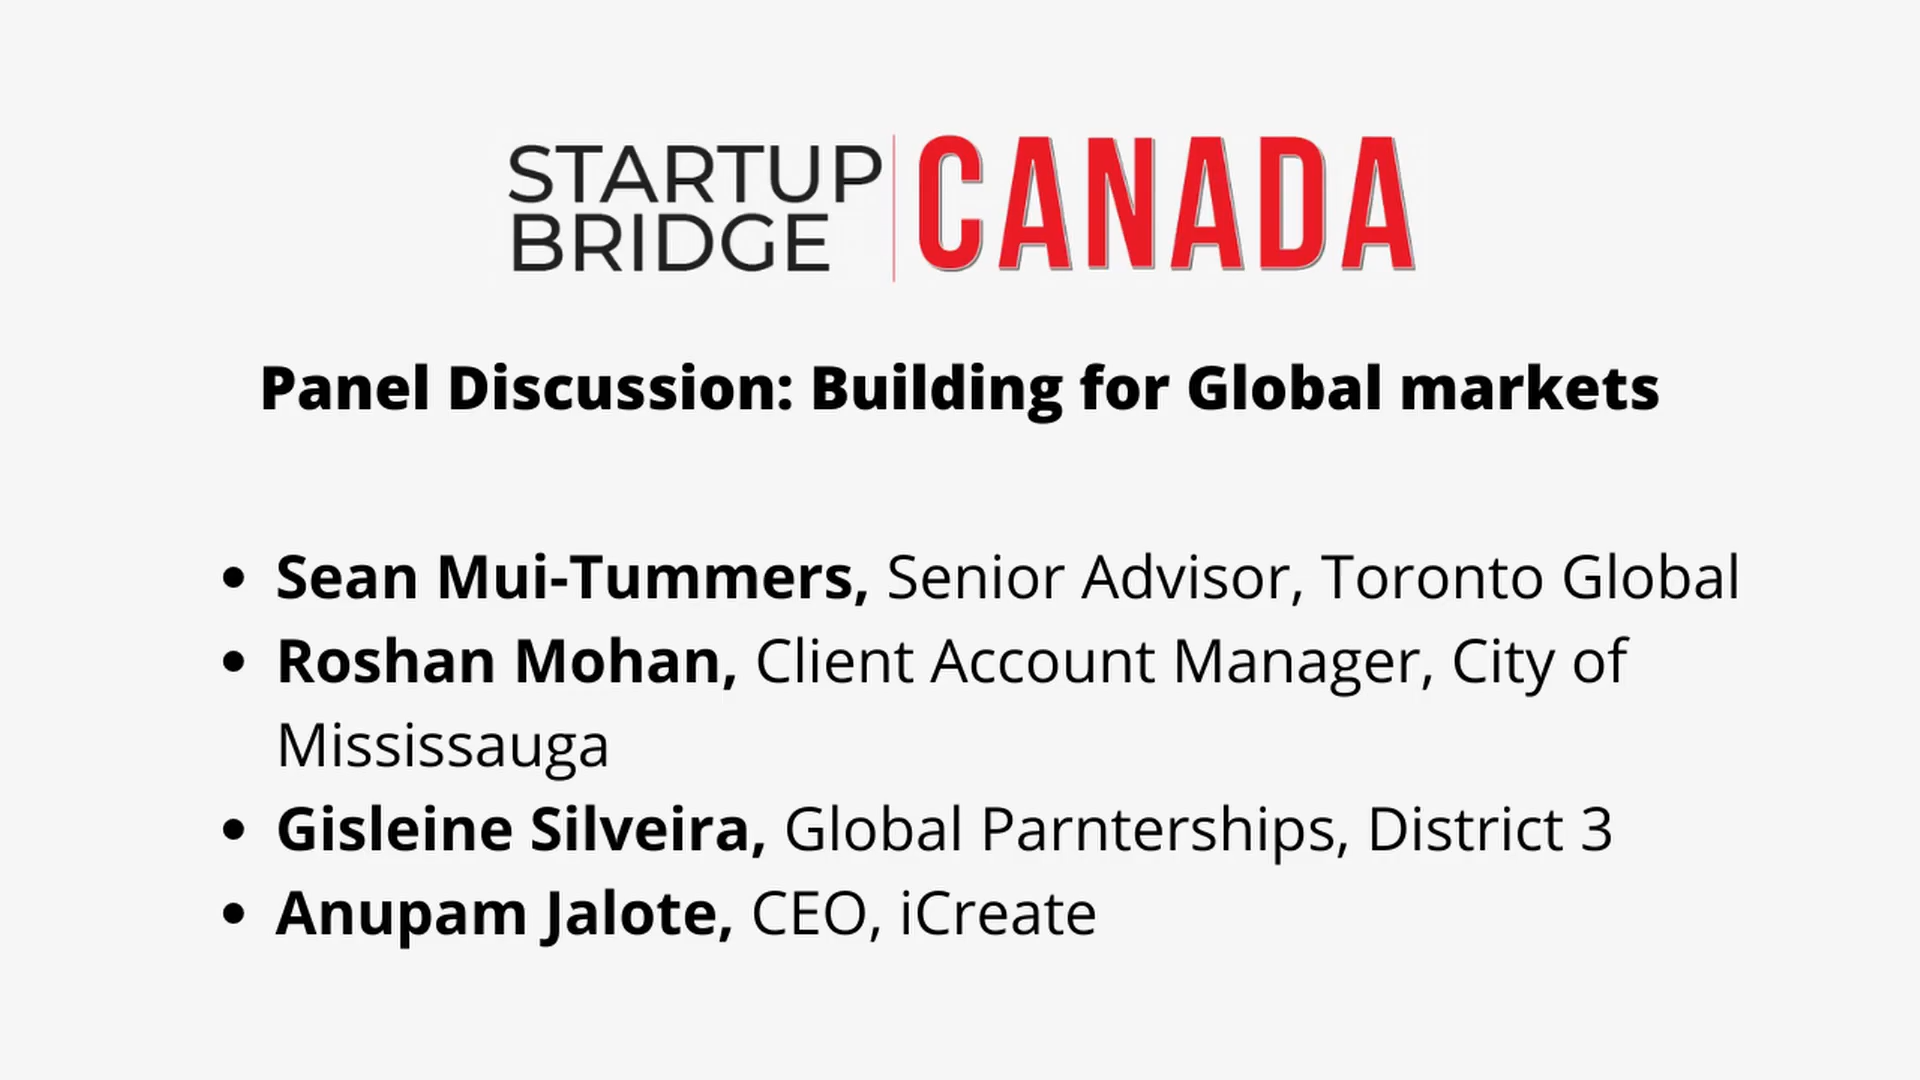 STARTUP
BRIDGE
CANADA
Panel Discussion: Building for Global markets
• Sean Mui-Tummers, Senior Advisor, Toronto Global
• Roshan Mohan, Client Account Manager, City of
Mississauga
• Gisleine Silveira, Global Parnterships, District 3
• Anupam Jalote, CEO, iCreate